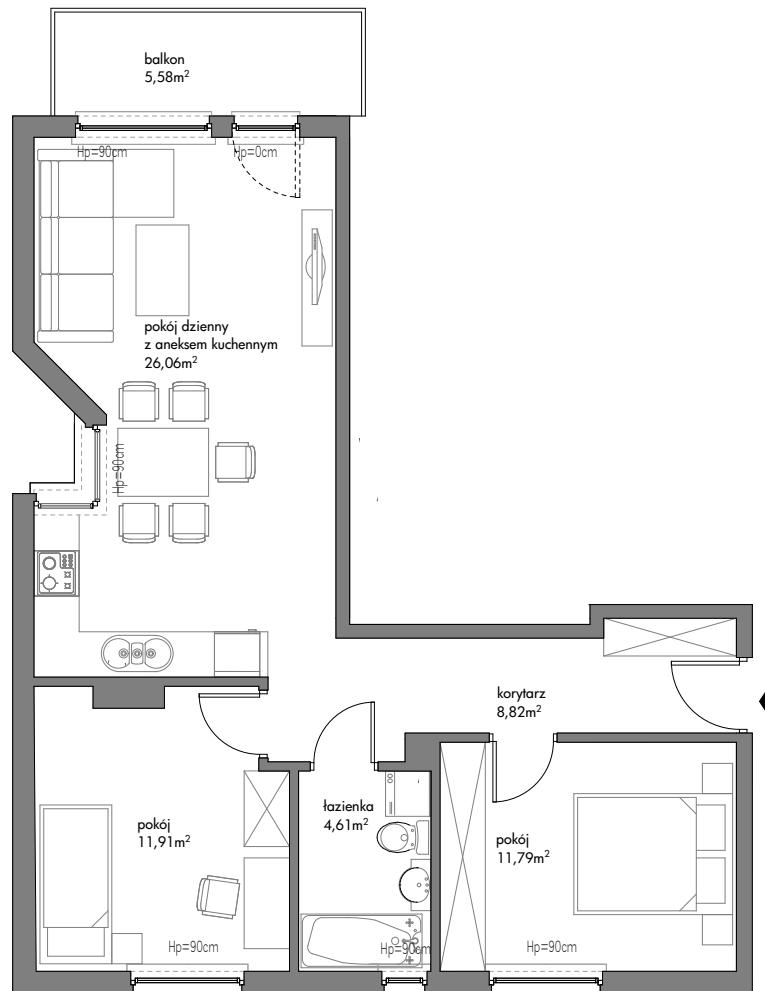 balkon
5,58m²
Hp=90cm
Hp=0cm
pokój dzienny
z aneksem kuchennym
26,06m²
Hp=90cm
korytarz
8,82m²
pokój
11,91m²
łazienka
4,61m²
pokój
11,79m²
Hp=90cm
Hp=90cm
Hp=90cm